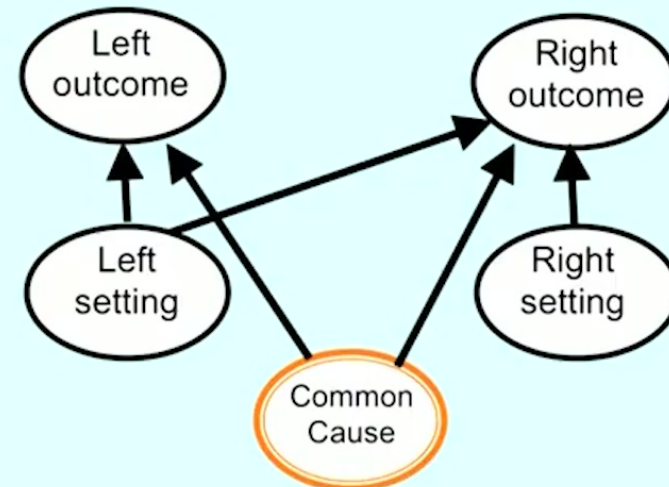 Left
outcome
Right
outcome
Left
setting
Right
setting
Common
Cause